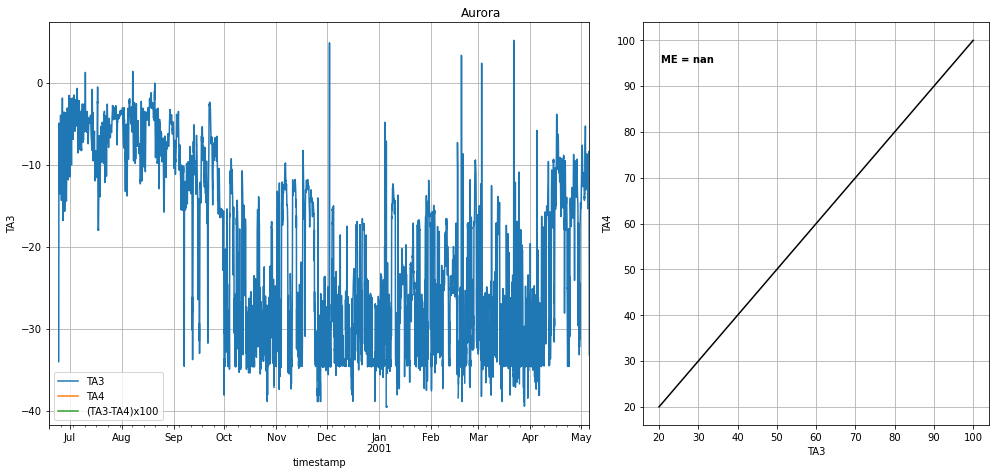 Aurora
TA3
0
−10
−20
−30
−40
TA3
TA4
(TA3-TA4)x100
Jul Aug Sep Oct Nov Dec Jan Feb Mar Apr May
2001
timestamp
ME = nan
TA4
100
90
80
70
60
50
40
30
20
20 30 40 50 60 70 80 90 100
TA3